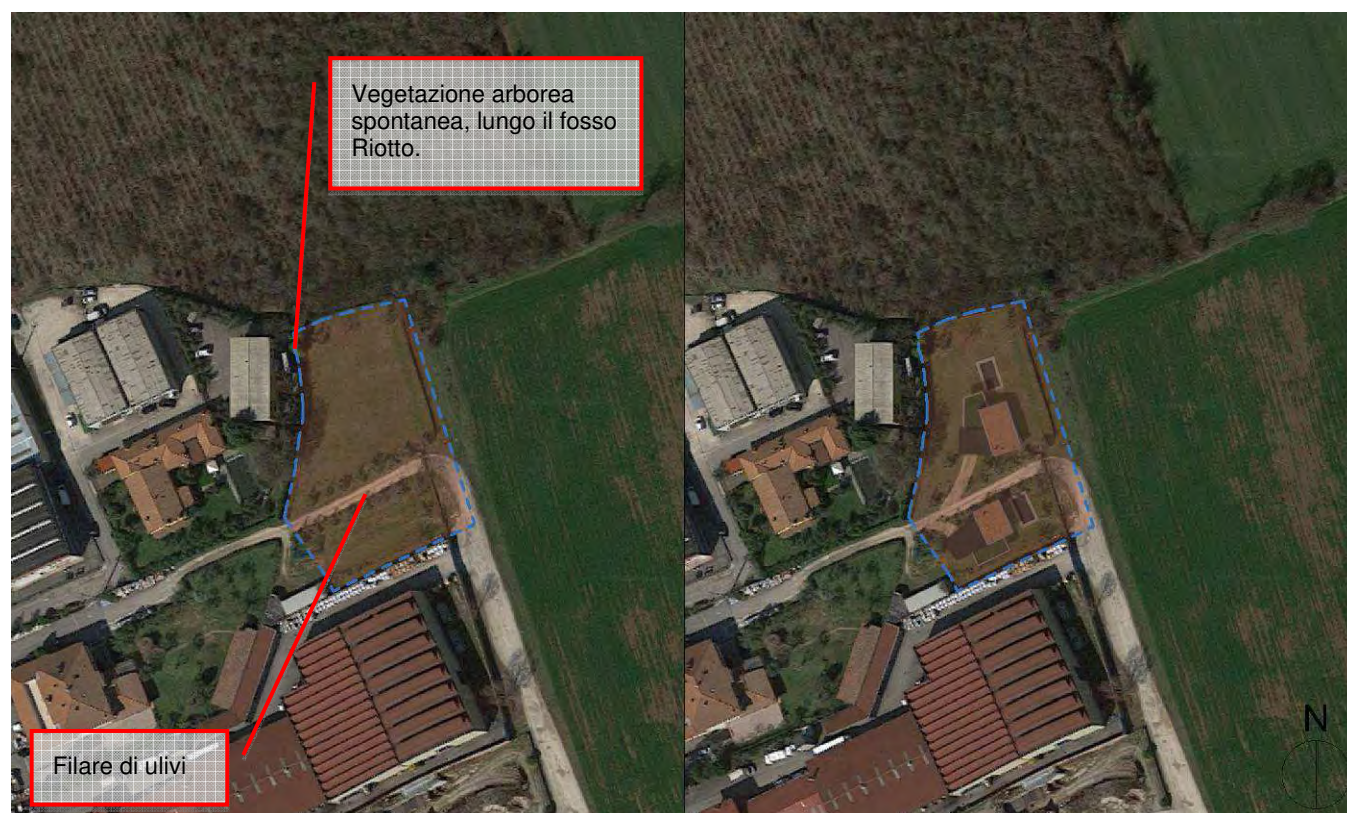 Vegetazione arborea
spontanea, lungo il fosso
Riotto.
Filare di ulivi
N